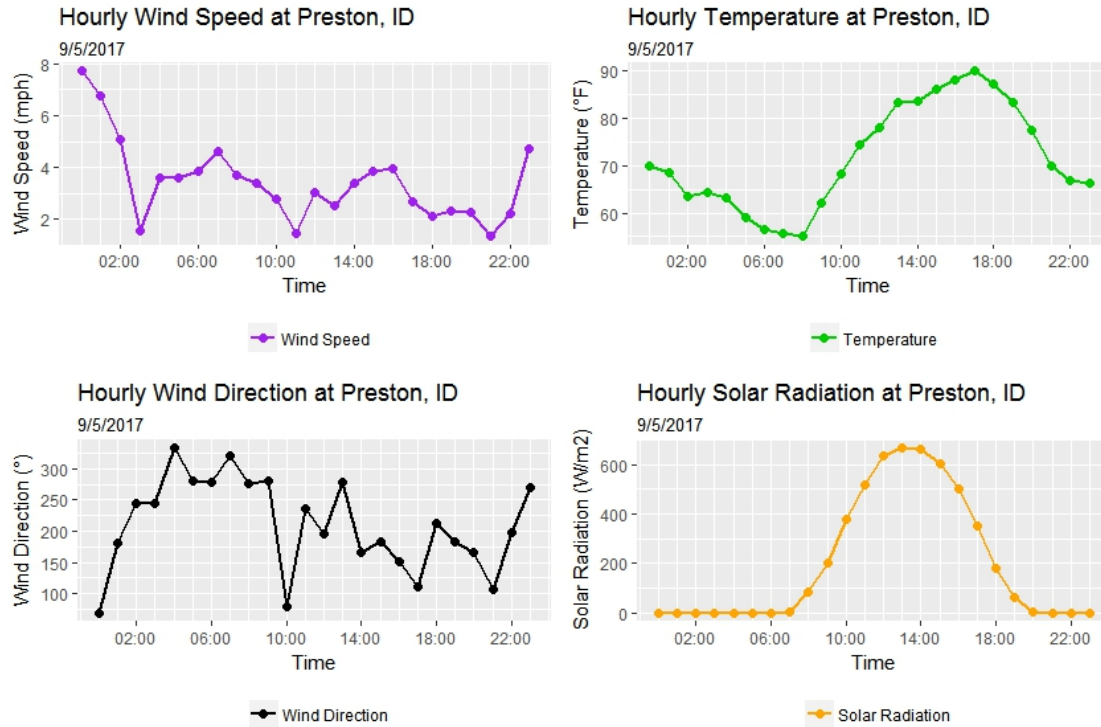 Hourly Wind Speed at Preston, ID
9/5/2017
Wind Speed (mph)
8
6
4
2
02:00 06:00 10:00 14:00 18:00 22:00
Time
Wind Speed
Hourly Temperature at Preston, ID
9/5/2017
Temperature (°F)
90
80
70
60
02:00 06:00 10:00 14:00 18:00 22:00
Time
Temperature
Hourly Wind Direction at Preston, ID
9/5/2017
Wind Direction (°)
300
250
200
150
100
02:00 06:00 10:00 14:00 18:00 22:00
Time
Wind Direction
Hourly Solar Radiation at Preston, ID
9/5/2017
Solar Radiation (W/m2)
600
400
200
0
02:00 06:00 10:00 14:00 18:00 22:00
Time
Solar Radiation